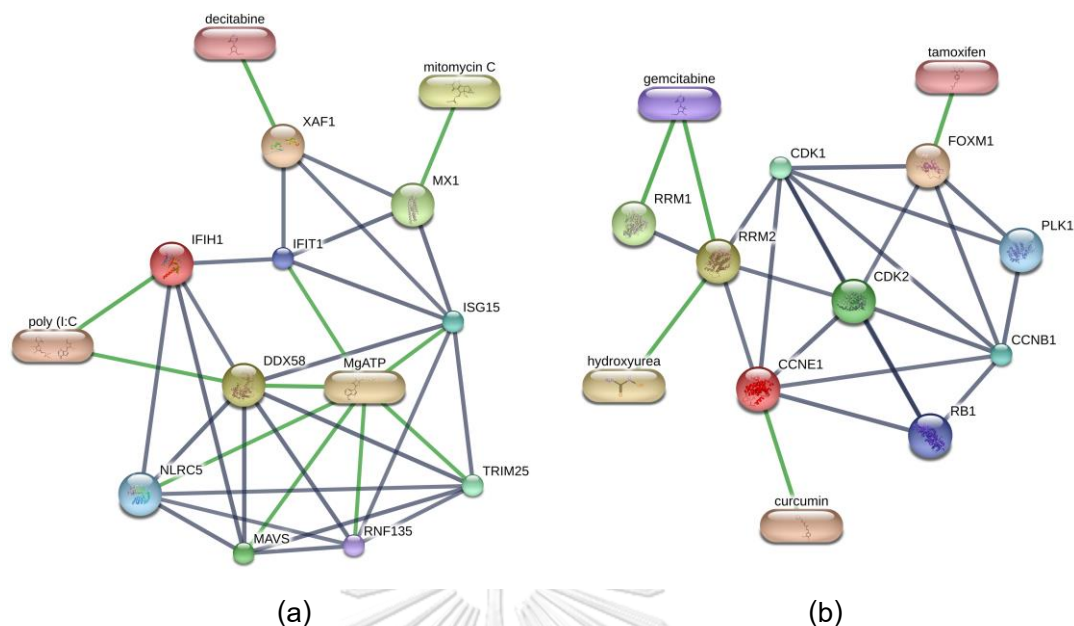 decitabine
mitomycin C
XAF1
MX1
IFIH1
IFIT1
ISG15
poly (I:C
DDX58
MgATP
NLRC5
TRIM25
MAVS
RNF135
(a)
tamoxifen
gemcitabine
CDK1
FOXM1
RRM1
RRM2
PLK1
CDK2
hydroxyurea
CCNE1
CCNB1
RB1
curcumin
(b)